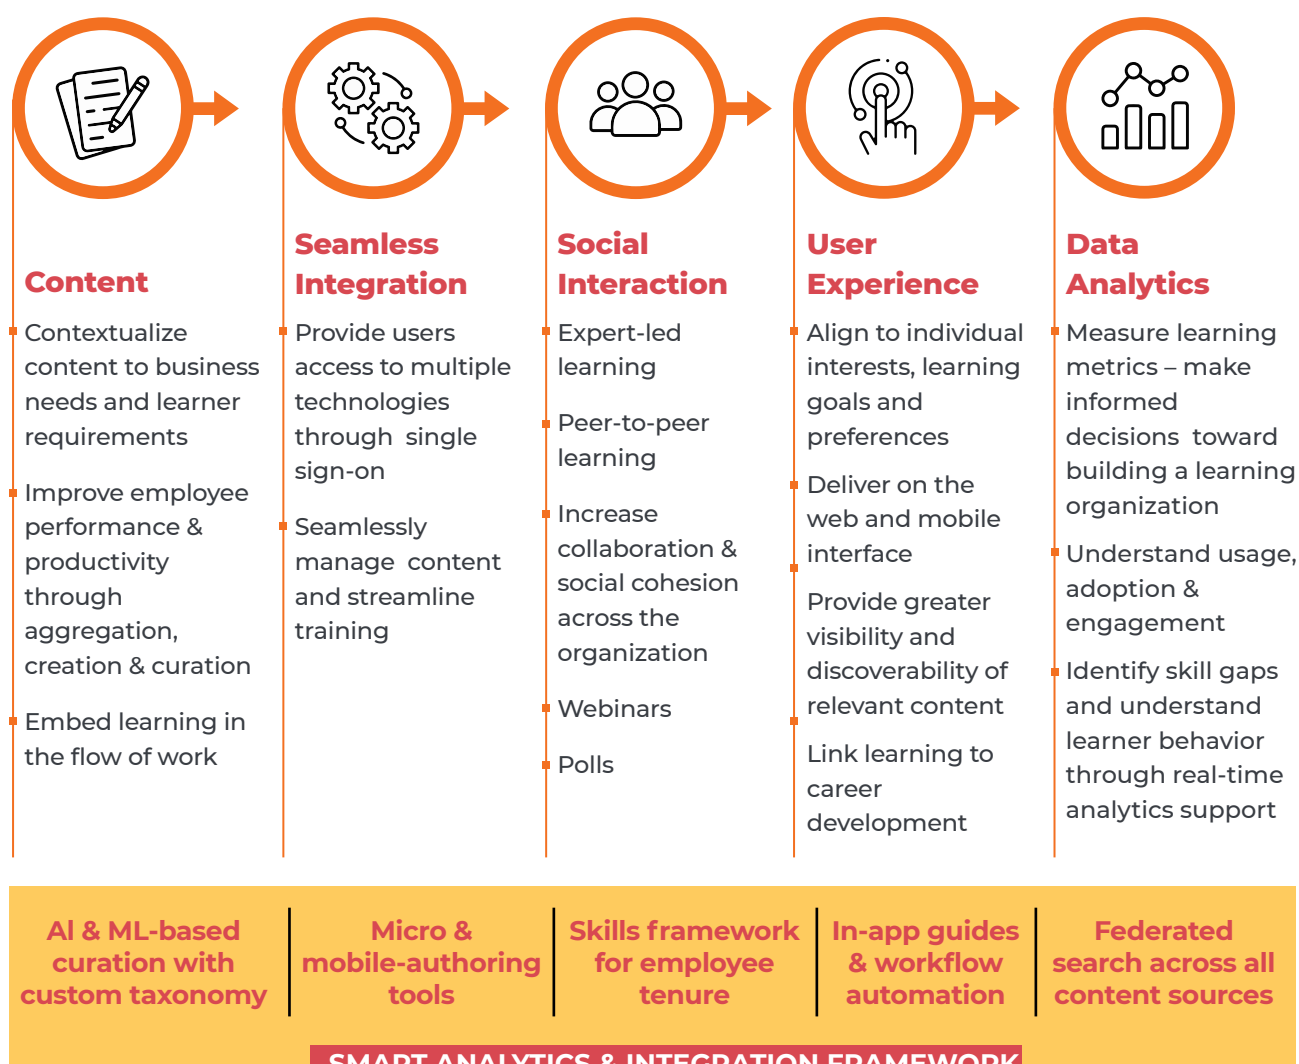 Content
Contextualize
content to business
needs and learner
requirements
Improve employee
performance &
productivity
through
aggregation,
creation & curation
Embed learning in
the flow of work
Seamless
Integration
Provide users
access to multiple
technologies
through single
sign-on
Seamlessly
manage content
and streamline
training
Social
Interaction
Expert-led
learning
Peer-to-peer
learning
Increase
collaboration &
social cohesion
across the
organization
Webinars
Polls
User
Experience
Align to individual
interests, learning
goals and
preferences
Deliver on the
web and mobile
interface
Provide greater
visibility and
discoverability of
relevant content
Link learning to
career
development
Data
Analytics
Measure learning
metrics – make
informed
decisions toward
building a learning
organization
Understand usage,
adoption &
engagement
Identify skill gaps
and understand
learner behavior
through real-time
analytics support
AI & ML-based
curation with
custom taxonomy
Micro &
mobile-authoring
tools
Skills framework
for employee
tenure
In-app guides
& workflow
automation
Federated
search across all
content sources
SMART ANALYTICS & INTEGRATION FRAMEWORK